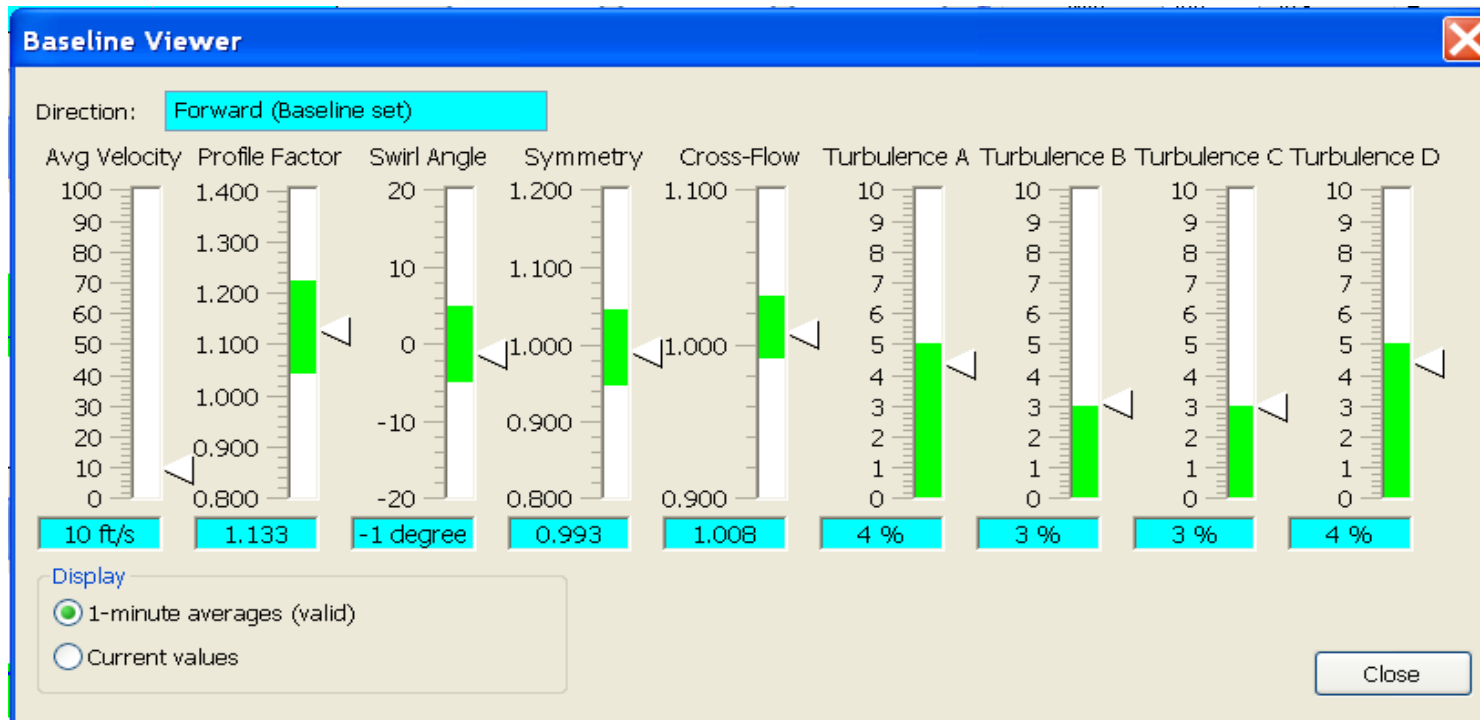 Baseline Viewer
Direction: Forward (Baseline set)
Avg Velocity Profile Factor Swirl Angle Symmetry Cross-Flow Turbulence A Turbulence B Turbulence C Turbulence D
100 1.400 20 1.200 1.100 10 10 10 10
90 9 9 9 9
80 1.300 8 8 8 8
70 10 1.100 7 7 7 7
60 1.200 6 6 6 6
50 1.100 0 1.000 1.000 5 5 5 5
40 4 4 4 4
30 1.000 3 3 3 3
20 -10 0.900 2 2 2 2
10 0.900 1 1 1 1
0 0.800 -20 0.800 0.900 0 0 0 0
10 ft/s 1.133 -1 degree 0.993 1.008 4 % 3 % 3 % 4 %
Display
1-minute averages (valid)
Current values
Close